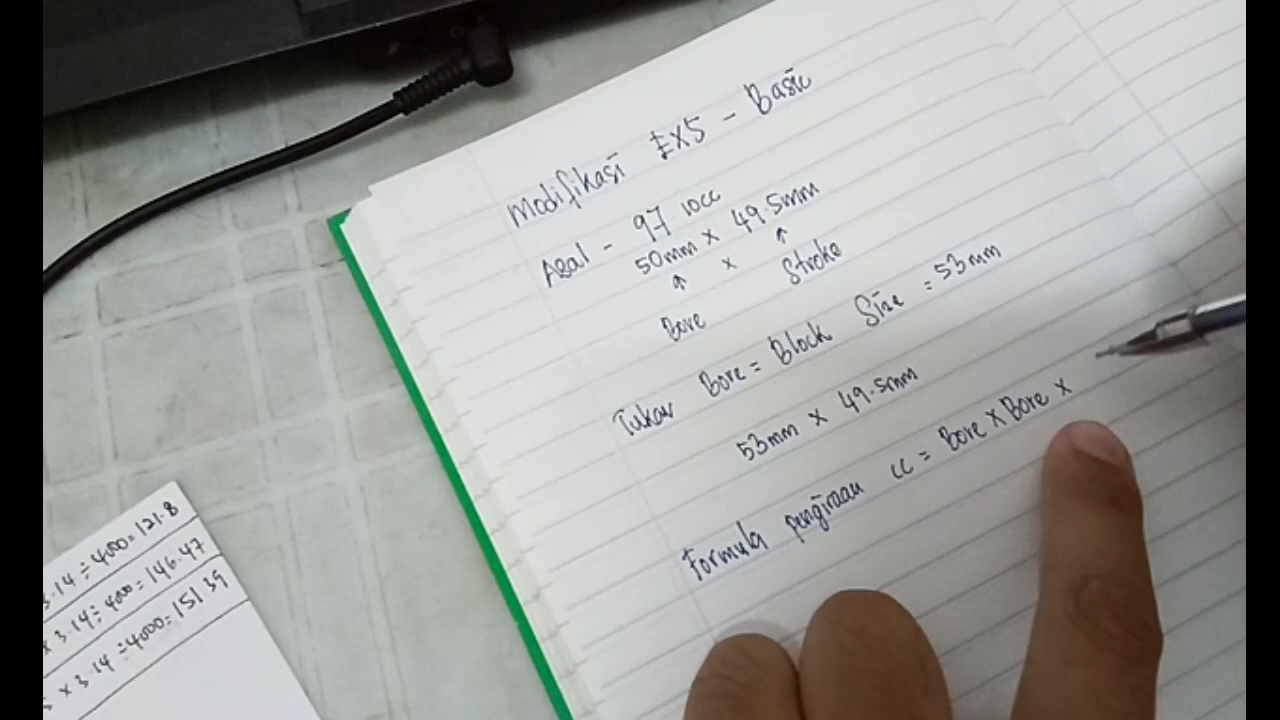 Modifikasi EX5 - Basic
Asal - 97 10cc
50mm x 49.5mm
↑ x ↑
Bore Stroke
Tukar Bore = Block Size = 53mm
53mm x 49.5mm
Formula pengiraan cc = Bore x Bore x
3.14 ÷ 4000 = 121.8
x 3.14 ÷ 4000 = 146.47
x 3.14 ÷ 4000 = 151.39